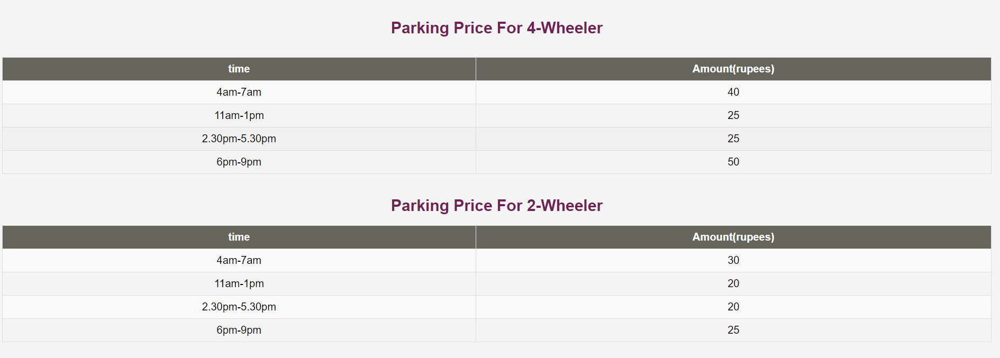 Parking Price For 4-Wheeler
time Amount(rupees)
4am-7am 40
11am-1pm 25
2.30pm-5.30pm 25
6pm-9pm 50
Parking Price For 2-Wheeler
time Amount(rupees)
4am-7am 30
11am-1pm 20
2.30pm-5.30pm 20
6pm-9pm 25